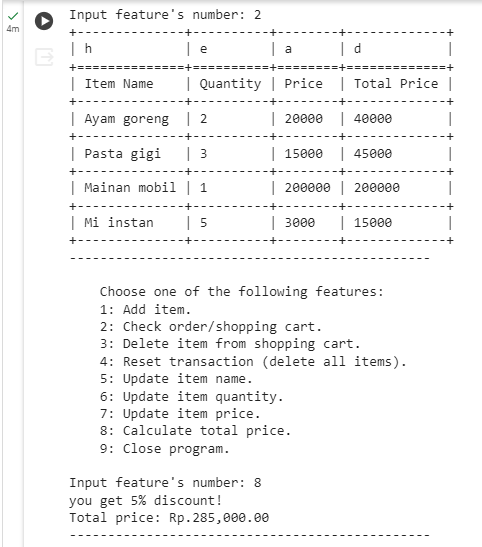 4m
Input feature's number: 2
+--------------+----------+--------+-------------+
| h            | e        | a      | d           |
+==============+==========+========+=============+
| Item Name    | Quantity | Price  | Total Price |
+--------------+----------+--------+-------------+
| Ayam goreng  | 2        | 20000  | 40000       |
+--------------+----------+--------+-------------+
| Pasta gigi   | 3        | 15000  | 45000       |
+--------------+----------+--------+-------------+
| Mainan mobil | 1        | 200000 | 200000      |
+--------------+----------+--------+-------------+
| Mi instan    | 5        | 3000   | 15000       |
+--------------+----------+--------+-------------+
-----------------------------------------------
Choose one of the following features:
1: Add item.
2: Check order/shopping cart.
3: Delete item from shopping cart.
4: Reset transaction (delete all items).
5: Update item name.
6: Update item quantity.
7: Update item price.
8: Calculate total price.
9: Close program.
Input feature's number: 8
you get 5% discount!
Total price: Rp.285,000.00
-----------------------------------------------